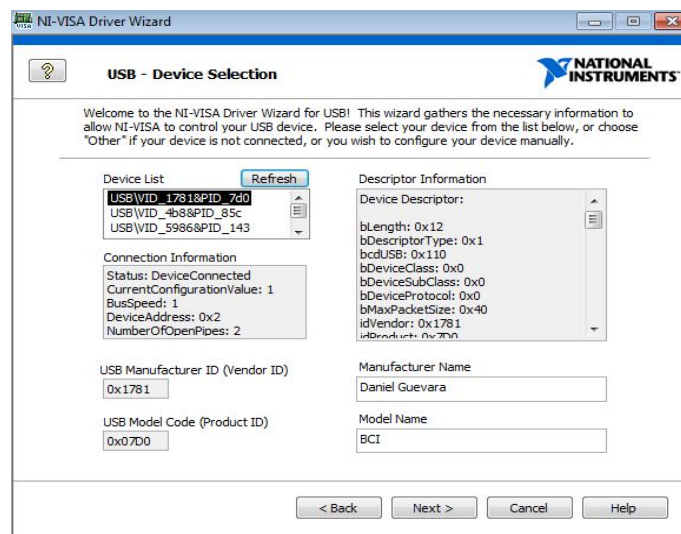 NI-VISA Driver Wizard
USB - Device Selection
NATIONAL
INSTRUMENTS
Welcome to the NI-VISA Driver Wizard for USB! This wizard gathers the necessary information to
allow NI-VISA to control your USB device. Please select your device from the list below, or choose
"Other" if your device is not connected, or you wish to configure your device manually.
Device List
Refresh
USB\VID_1781&PID_7d0
USB\VID_4b8&PID_85c
USB\VID_5986&PID_143
Connection Information
Status: DeviceConnected
CurrentConfigurationValue: 1
BusSpeed: 1
DeviceAddress: 0x2
NumberOfOpenPipes: 2
USB Manufacturer ID (Vendor ID)
0x1781
USB Model Code (Product ID)
0x07D0
Descriptor Information
Device Descriptor:
bLength: 0x12
bDescriptorType: 0x1
bcdUSB: 0x110
bDeviceClass: 0x0
bDeviceSubClass: 0x0
bDeviceProtocol: 0x0
bMaxPacketSize: 0x40
idVendor: 0x1781
idProduct: 0x7D0
Manufacturer Name
Daniel Guevara
Model Name
BCI
< Back
Next >
Cancel
Help